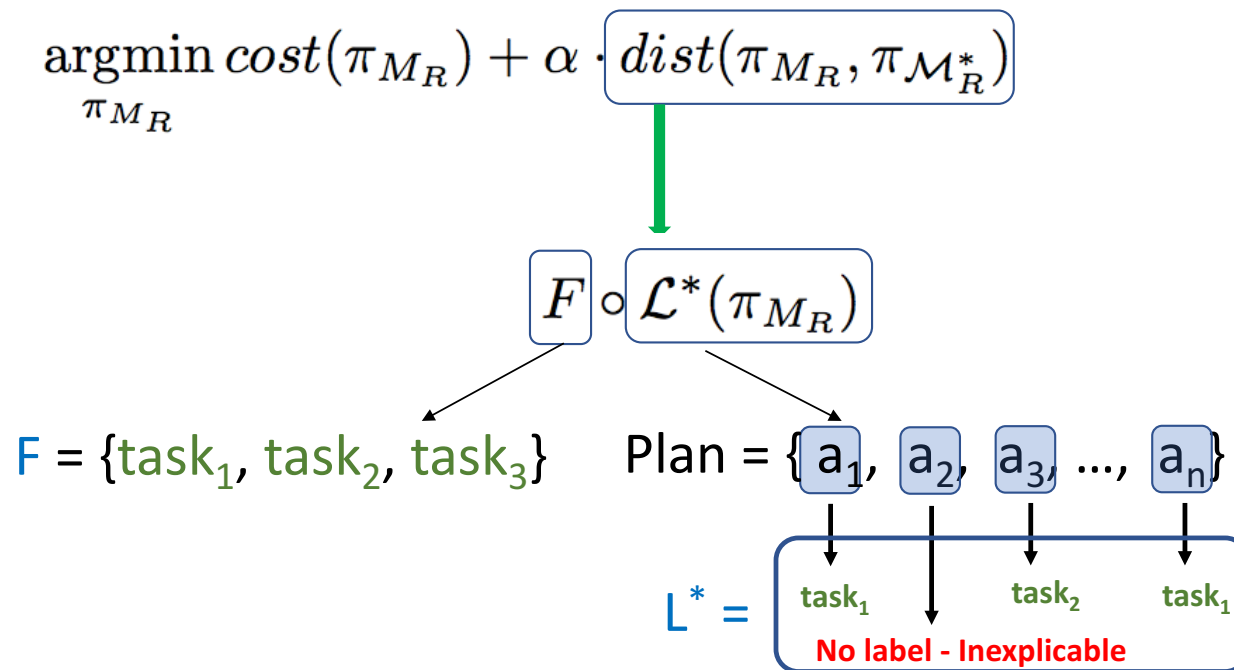 argmin cost(π_{M_R}) + α · dist(π_{M_R}, π_{ℳ*_R})
π_{M_R}
F ∘ ℒ*(π_{M_R})
F = {task₁, task₂, task₃}
Plan = { a₁, a₂, a₃, ..., aₙ}
L* =
task₁
task₂
task₁
No label - Inexplicable